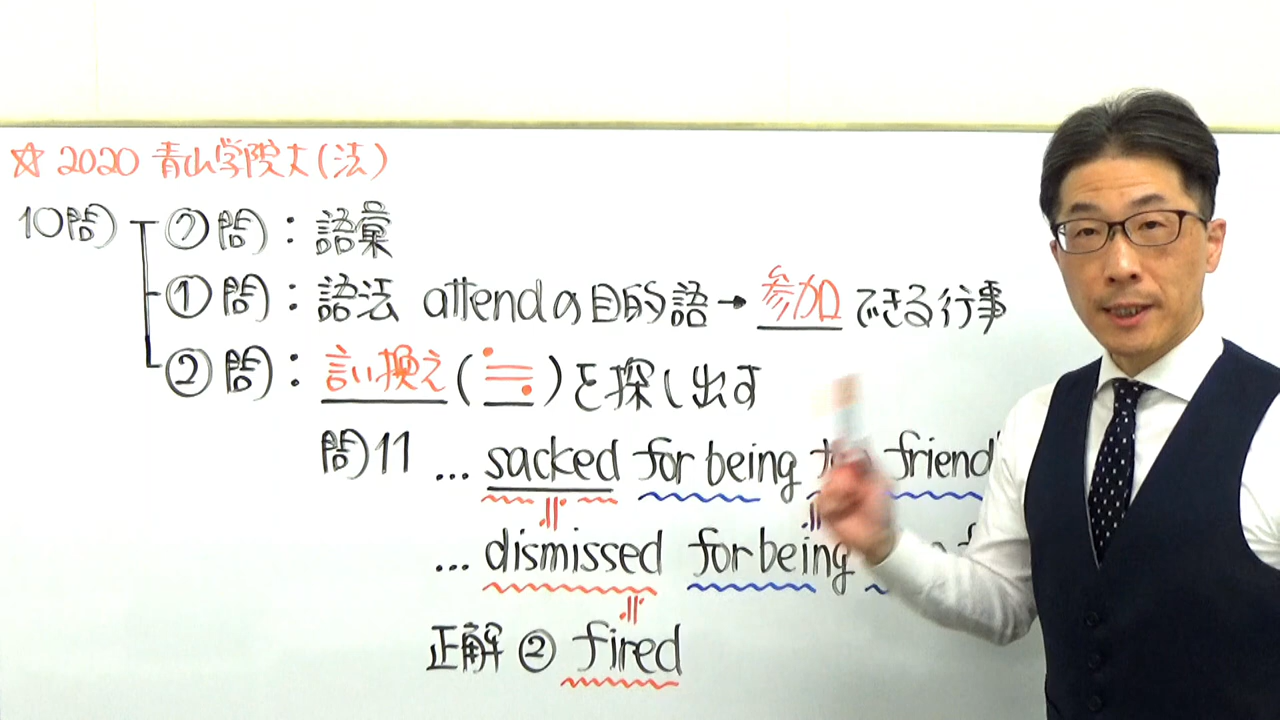 ☆ 2020 青山学院大(法)
10問 ⑦問:語彙
①問:語法 attendの目的語→参加できる行事
②問:言い換え(≒)を探し出す
問11 ... sacked for being friend
... dismissed for being
正解 ② fired